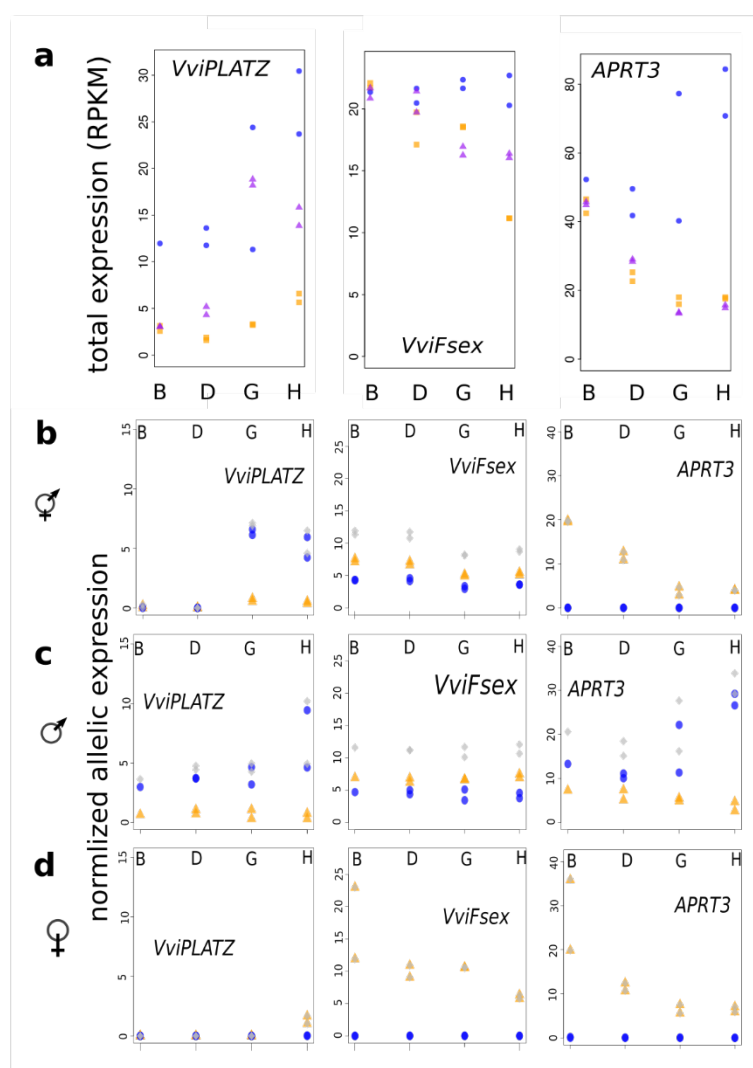 a
total expression (RPKM)
VviPLATZ
30
25
20
15
10
5
0
B D G H
VviFsex
20
15
10
5
0
B D G H
APRT3
80
60
40
20
0
B D G H
normlized allelic expression
b
B D G H
VviPLATZ
15
10
5
0
B D G H
VviFsex
25
20
15
10
5
0
B D G H
APRT3
40
30
20
10
0
c
B D G H
VviPLATZ
15
10
5
0
B D G H
VviFsex
25
20
15
10
5
0
B D G H
APRT3
40
30
20
10
0
d
B D G H
VviPLATZ
15
10
5
0
B D G H
VviFsex
25
20
15
10
5
0
B D G H
APRT3
40
30
20
10
0